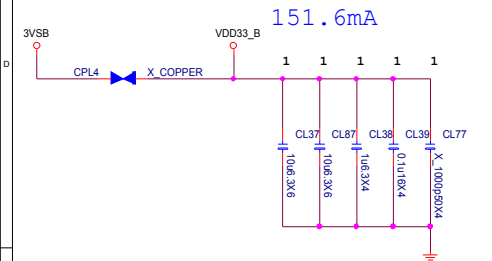 151.6mA
3VSB
VDD33_B
D
CPL4
X_COPPER
1 1 1 1 1
CL37 CL87 CL38 CL39 CL77
10u6.3X6
10u6.3X6
1u6.3X4
0.1u16X4
X_1000p50X4